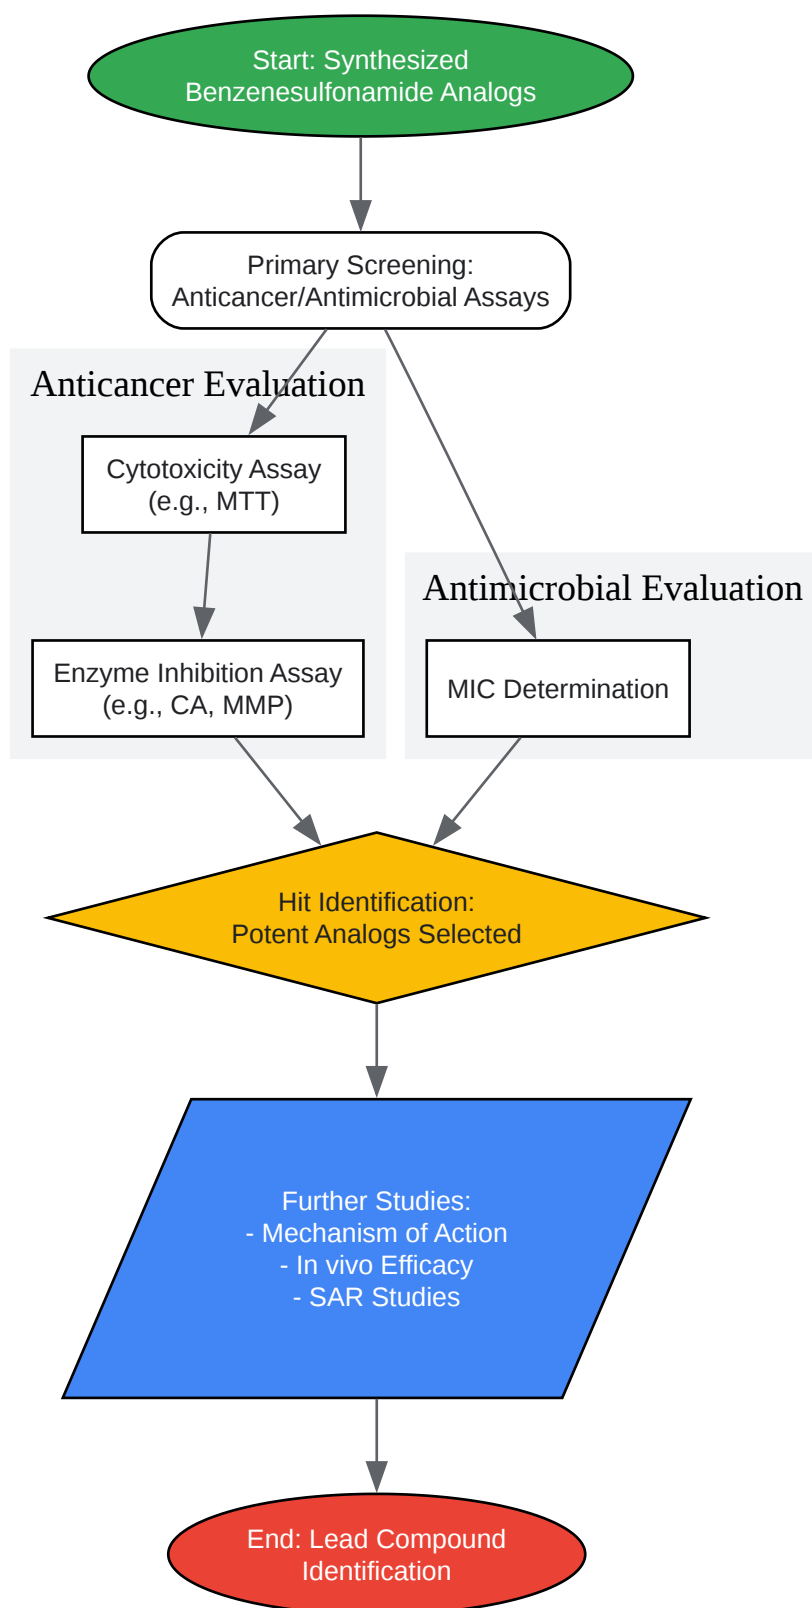 Start: Synthesized
Benzenesulfonamide Analogs
Primary Screening:
Anticancer/Antimicrobial Assays
Anticancer Evaluation
Cytotoxicity Assay
(e.g., MTT)
Enzyme Inhibition Assay
(e.g., CA, MMP)
Antimicrobial Evaluation
MIC Determination
Hit Identification:
Potent Analogs Selected
Further Studies:
- Mechanism of Action
- In vivo Efficacy
- SAR Studies
End: Lead Compound
Identification